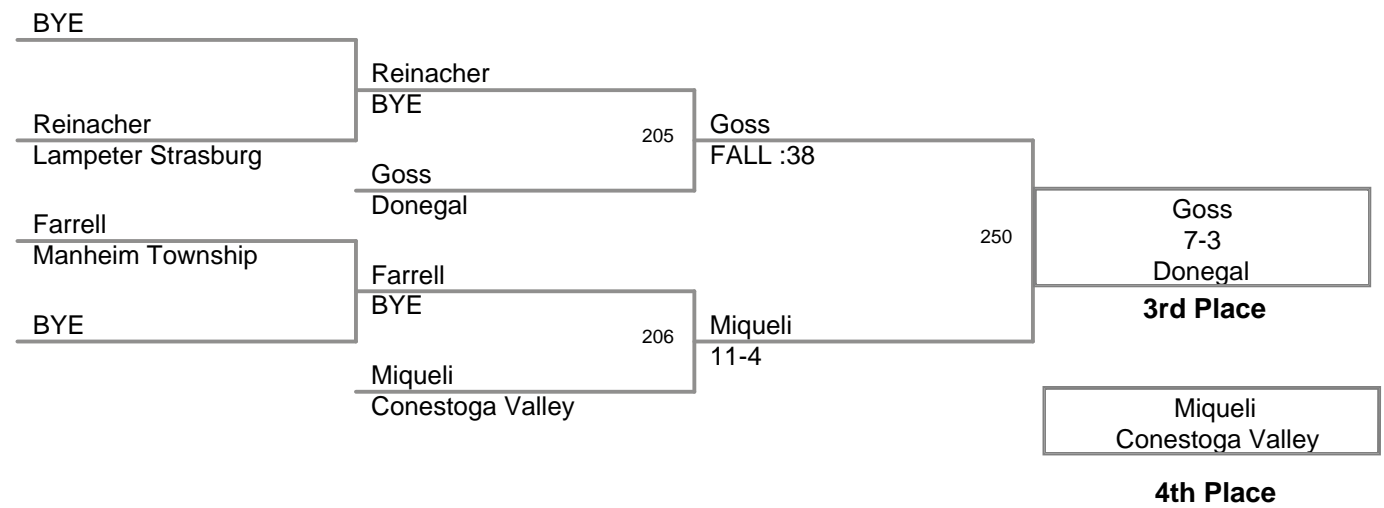 BYE
Reinacher
BYE
Reinacher
Lampeter Strasburg
205
Goss
FALL :38
Goss
Donegal
Farrell
Manheim Township
250
Goss
7-3
Donegal
3rd Place
Farrell
BYE
BYE
206
Miqueli
11-4
Miqueli
Conestoga Valley
Miqueli
Conestoga Valley
4th Place